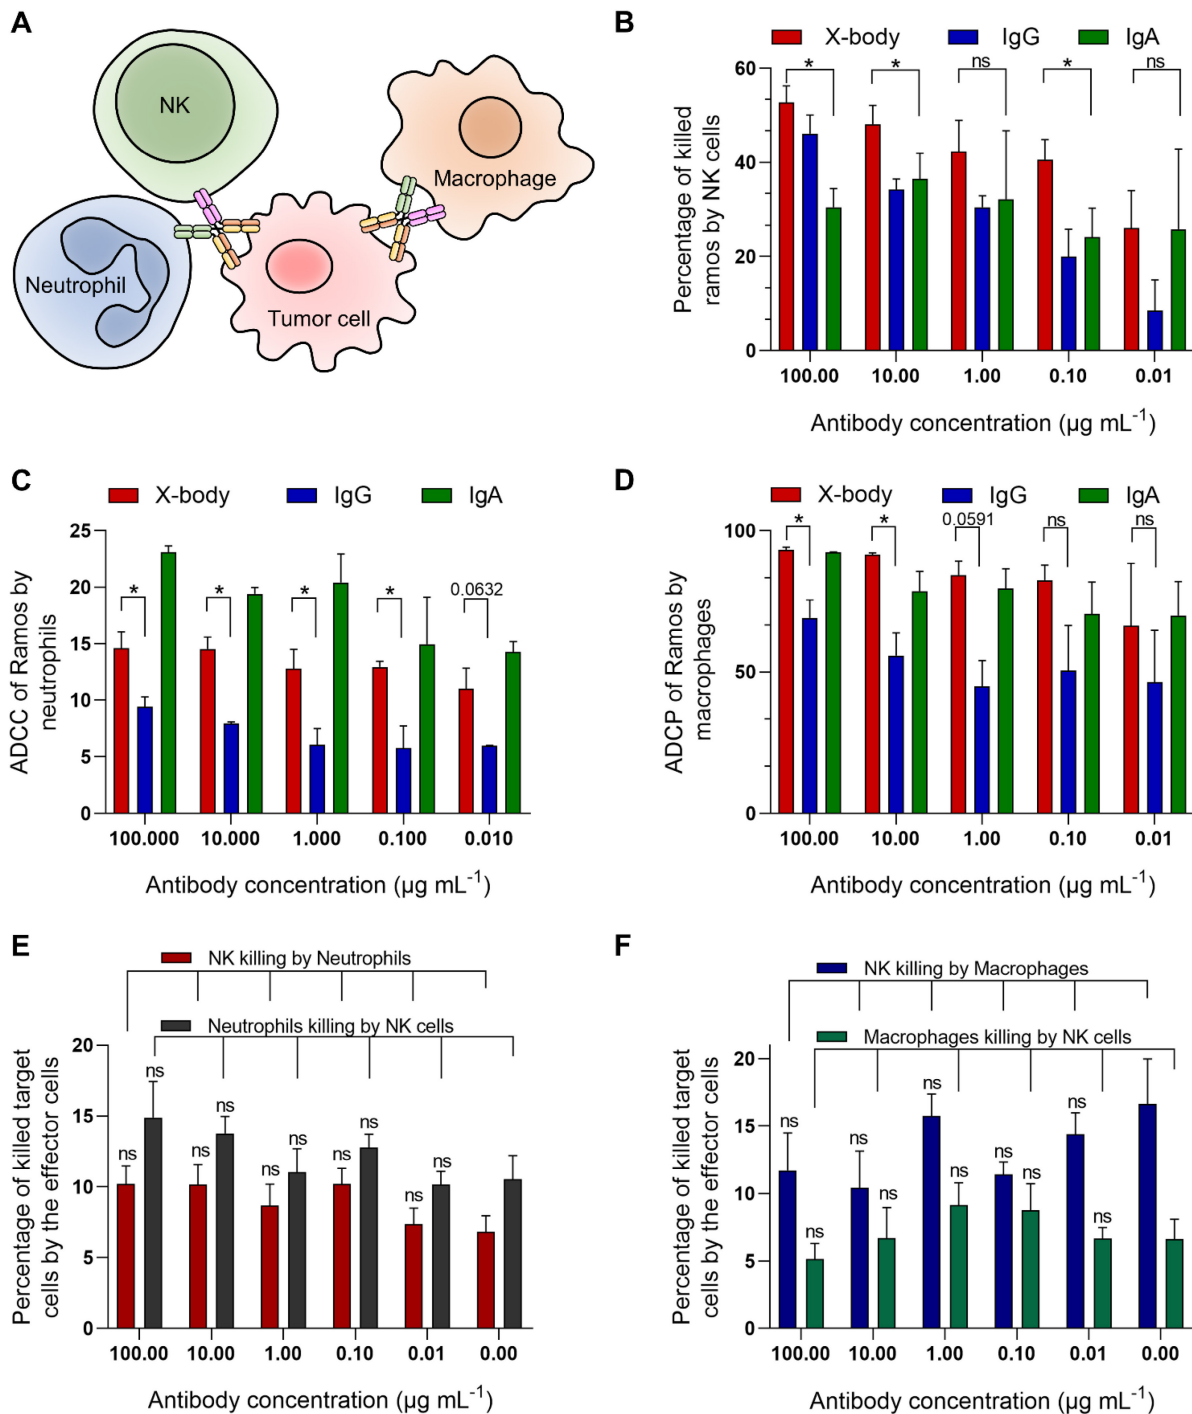 A
NK
Macrophage
Neutrophil
Tumor cell
B
X-body IgG IgA
* * ns * ns
Percentage of killed
ramos by NK cells
60
40
20
0
100.00 10.00 1.00 0.10 0.01
Antibody concentration (µg mL⁻¹)
C
X-body IgG IgA
* * * * 0.0632
ADCC of Ramos by
neutrophils
25
20
15
10
5
0
100.000 10.000 1.000 0.100 0.010
Antibody concentration (µg mL⁻¹)
D
X-body IgG IgA
* * 0.0591 ns ns
ADCP of Ramos by
macrophages
100
50
0
100.00 10.00 1.00 0.10 0.01
Antibody concentration (µg mL⁻¹)
E
NK killing by Neutrophils
Neutrophils killing by NK cells
ns ns ns ns ns ns ns ns ns ns
Percentage of killed target
cells by the effector cells
20
15
10
5
0
100.00 10.00 1.00 0.10 0.01 0.00
Antibody concentration (µg mL⁻¹)
F
NK killing by Macrophages
Macrophages killing by NK cells
ns ns ns ns ns ns ns ns ns ns
Percentage of killed target
cells by the effector cells
20
15
10
5
0
100.00 10.00 1.00 0.10 0.01 0.00
Antibody concentration (µg mL⁻¹)